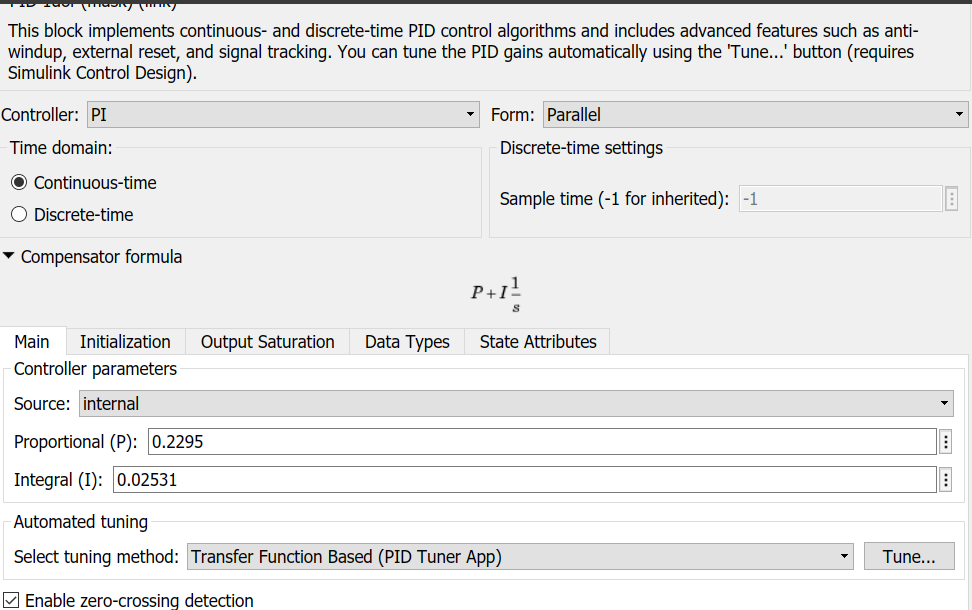 PID 1dof (mask) (link)
This block implements continuous- and discrete-time PID control algorithms and includes advanced features such as anti-
windup, external reset, and signal tracking. You can tune the PID gains automatically using the 'Tune...' button (requires
Simulink Control Design).
Controller: PI Form: Parallel
Time domain: Discrete-time settings
Continuous-time
Sample time (-1 for inherited): -1
Discrete-time
Compensator formula
P + I 1/s
Main Initialization Output Saturation Data Types State Attributes
Controller parameters
Source: internal
Proportional (P): 0.2295
Integral (I): 0.02531
Automated tuning
Select tuning method: Transfer Function Based (PID Tuner App) Tune...
Enable zero-crossing detection